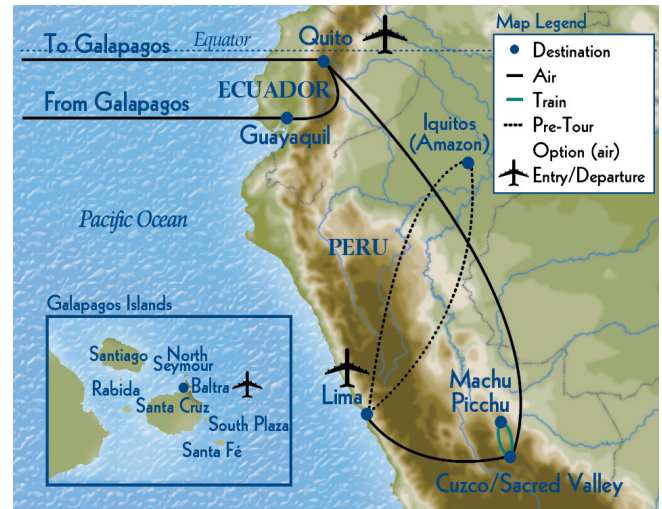 To Galapagos
Equator
Quito
Map Legend
Destination
Air
Train
Pre-Tour
Option (air)
Entry/Departure
ECUADOR
From Galapagos
Guayaquil
Iquitos
(Amazon)
Pacific Ocean
PERU
Galapagos Islands
Santiago
North
Seymour
Baltra
Rabida
Santa Cruz
South Plaza
Santa Fé
Lima
Machu
Picchu
Cuzco/Sacred Valley